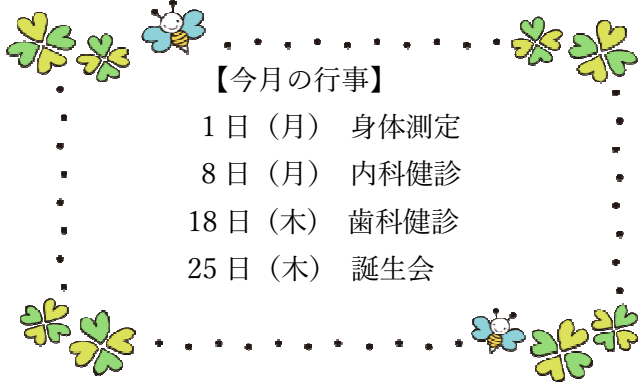 【今月の行事】
1日（月） 身体測定
8日（月） 内科健診
18日（木） 歯科健診
25日（木） 誕生会